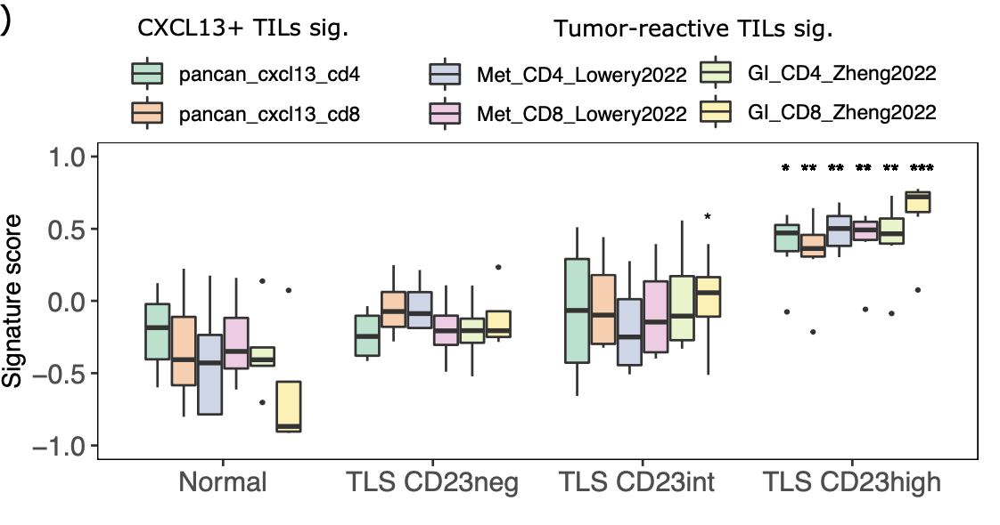 )
CXCL13+ TILs sig. Tumor-reactive TILs sig.
pancan_cxcl13_cd4 Met_CD4_Lowery2022 GI_CD4_Zheng2022
pancan_cxcl13_cd8 Met_CD8_Lowery2022 GI_CD8_Zheng2022
Signature score
1.0
0.5
0.0
−0.5
−1.0
*
* ** ** ** ** ***
Normal TLS CD23neg TLS CD23int TLS CD23high